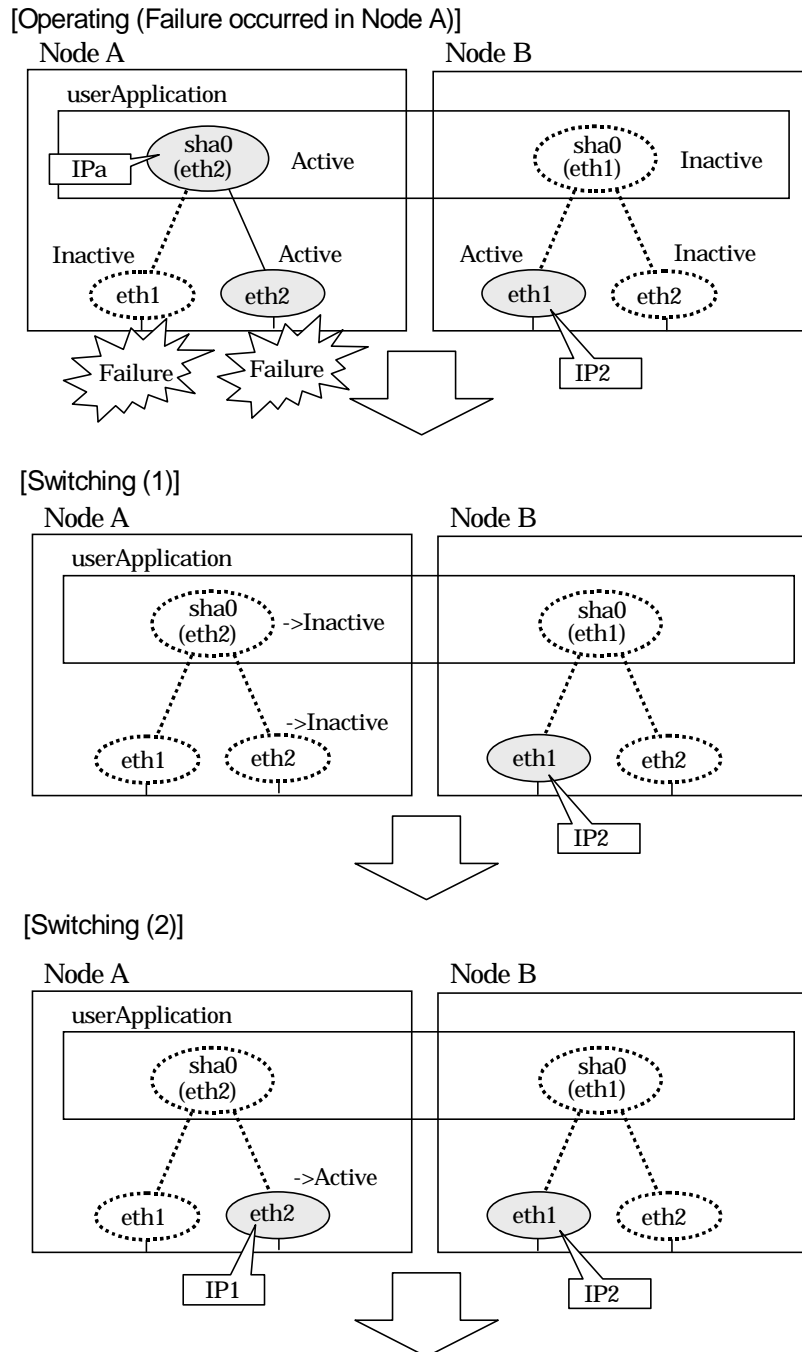 [Operating (Failure occurred in Node A)]
Node A
Node B
userApplication
sha0
(eth2)
IPa
Active
sha0
(eth1)
Inactive
Inactive
Active
Active
Inactive
eth1
eth2
eth1
eth2
Failure
Failure
IP2
[Switching (1)]
Node A
Node B
userApplication
sha0
(eth2)
->Inactive
sha0
(eth1)
->Inactive
eth1
eth2
eth1
eth2
IP2
[Switching (2)]
Node A
Node B
userApplication
sha0
(eth2)
sha0
(eth1)
->Active
eth1
eth2
eth1
eth2
IP1
IP2